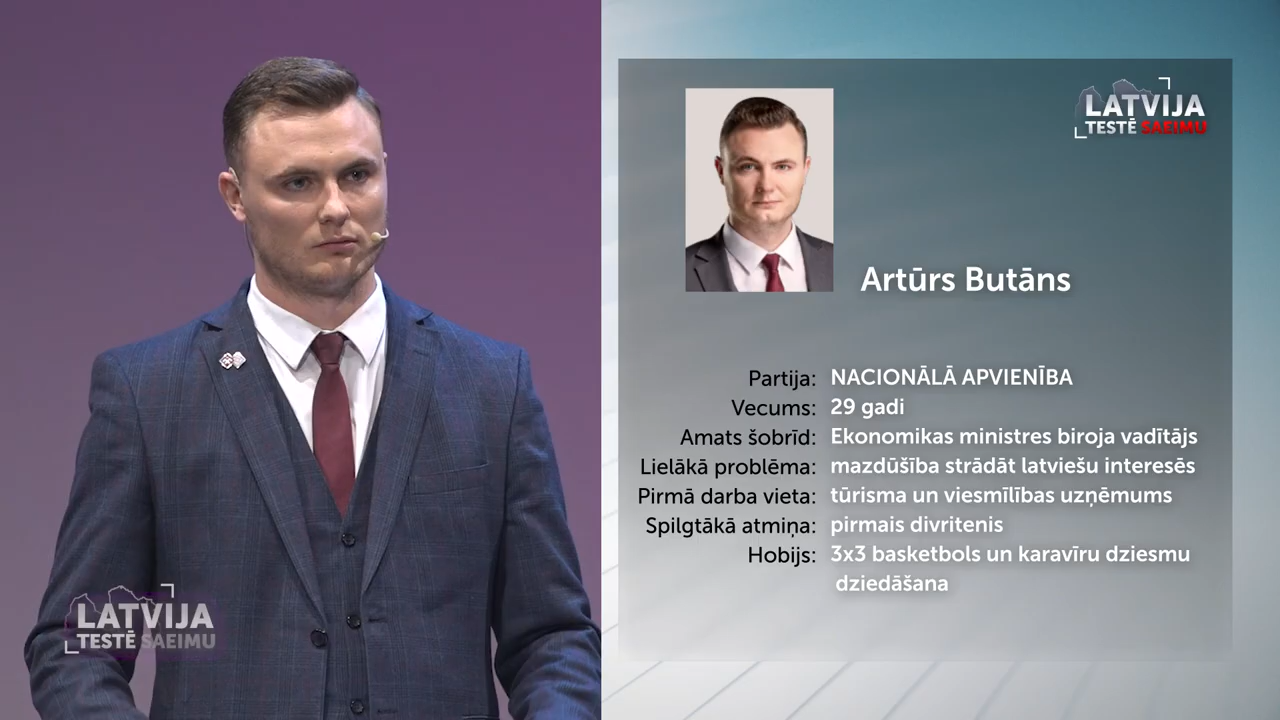 LATVIJA
TESTĒ SAEIMU
Artūrs Butāns
Partija: NACIONĀLĀ APVIENĪBA
Vecums: 29 gadi
Amats šobrīd: Ekonomikas ministres biroja vadītājs
Lielākā problēma: mazdūšība strādāt latviešu interesēs
Pirmā darba vieta: tūrisma un viesmīlības uzņēmums
Spilgtākā atmiņa: pirmais divritenis
Hobijs: 3x3 basketbols un karavīru dziesmu
dziedāšana
LATVIJA
TESTĒ SAEIMU